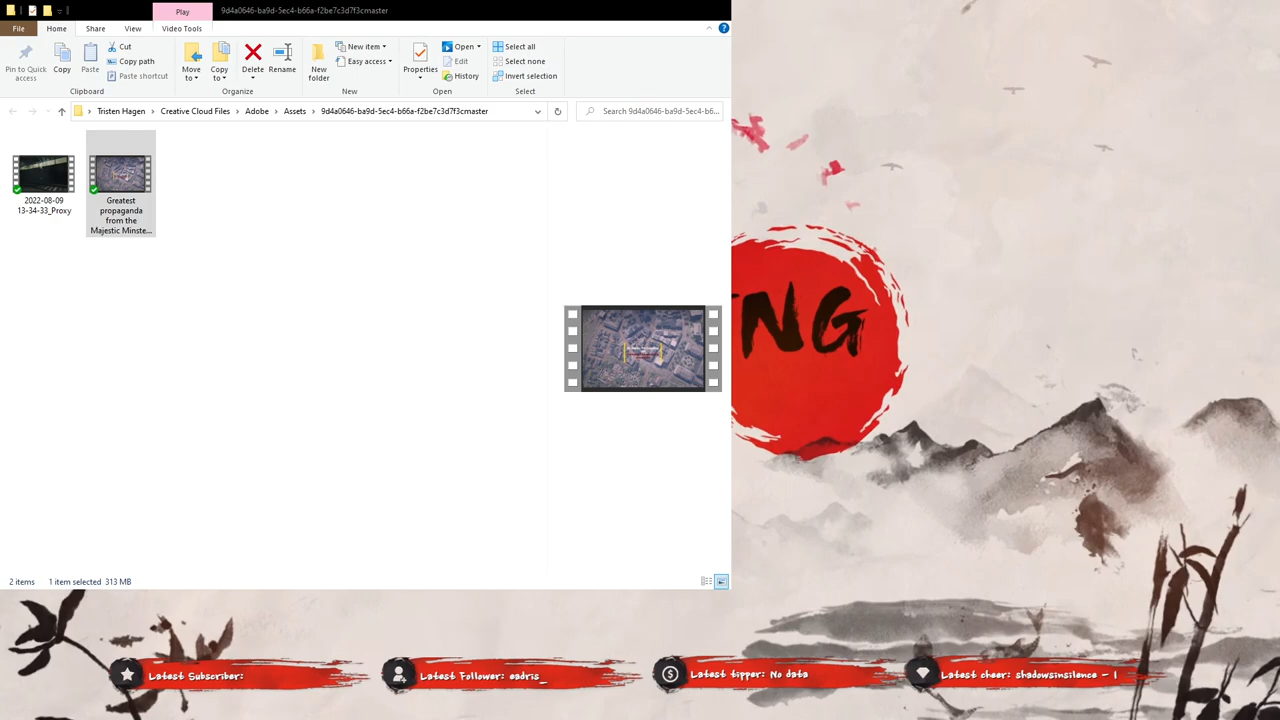 Play
9d4a0646-ba9d-5ec4-b66a-f2be7c3d7f3cmaster
File
Home
Share
View
Video Tools
Pin to Quick access
Copy
Paste
Cut
Copy path
Paste shortcut
Clipboard
Move to
Copy to
Delete
Rename
Organize
New folder
New item
Easy access
New
Properties
Open
Edit
History
Open
Select all
Select none
Invert selection
Select
Tristen Hagen
Creative Cloud Files
Adobe
Assets
9d4a0646-ba9d-5ec4-b66a-f2be7c3d7f3cmaster
Search 9d4a0646-ba9d-5ec4-b6...
2022-08-09
13-34-33_Proxy
Greatest
propaganda
from the
Majestic Minste...
NG
2 items
1 item selected 313 MB
Latest Subscriber:
Latest Follower: eadris_
Latest tipper: No data
Latest cheer: shadowsinsilence - 1